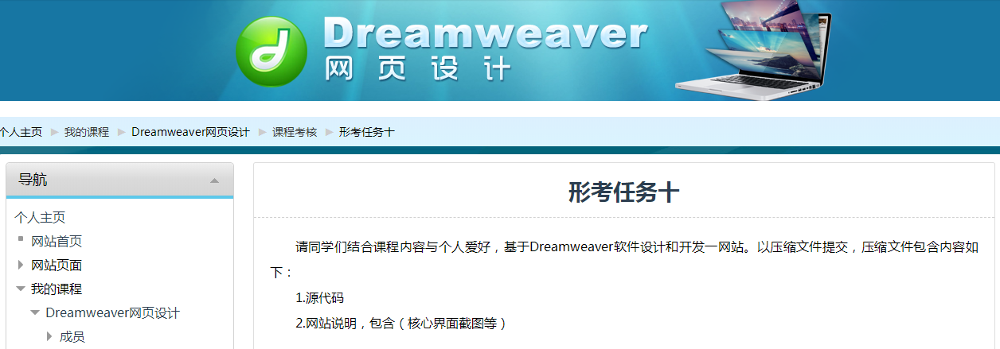 Dreamweaver
网页设计
个人主页 我的课程 Dreamweaver网页设计 课程考核 形考任务十
导航
个人主页
网站首页
网站页面
我的课程
Dreamweaver网页设计
成员
形考任务十
请同学们结合课程内容与个人爱好，基于Dreamweaver软件设计和开发一网站。以压缩文件提交，压缩文件包含内容如
下：
1.源代码
2.网站说明，包含（核心界面截图等）